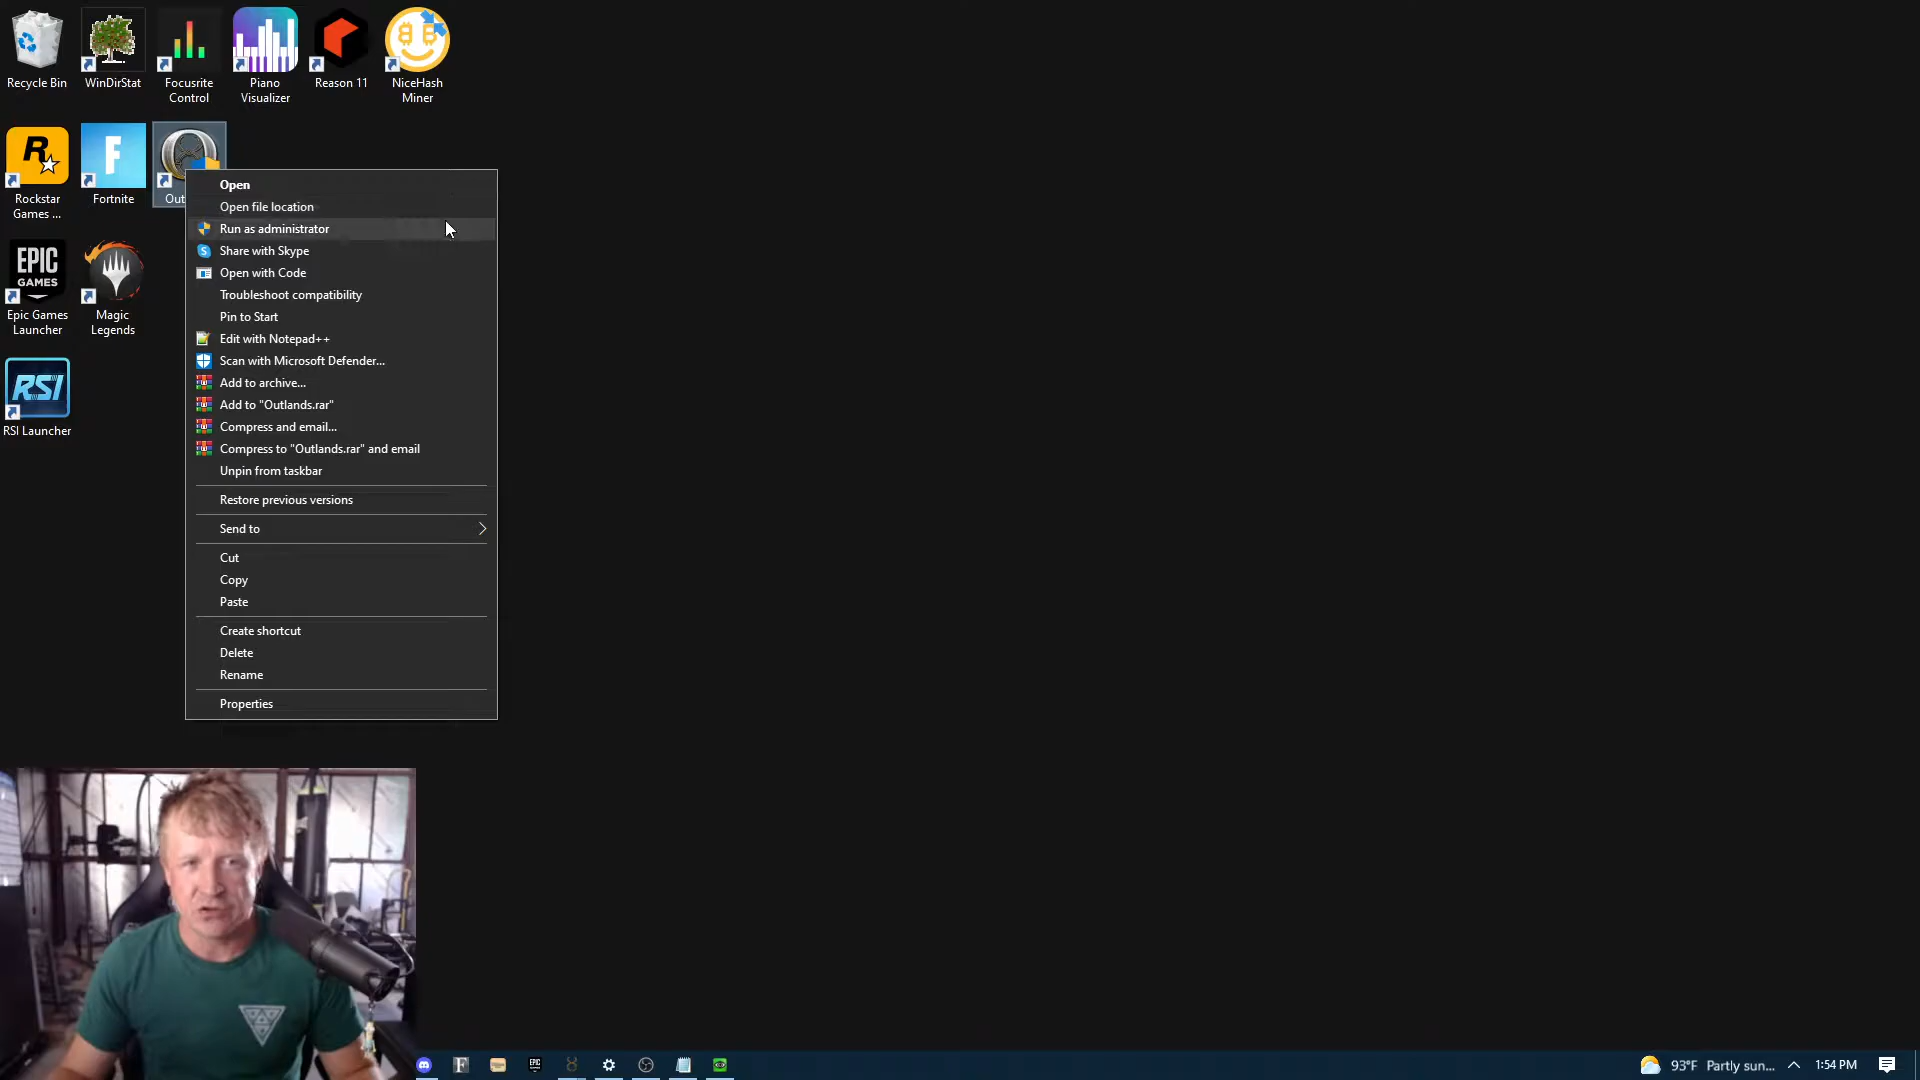 Recycle Bin
WinDirStat
Focusrite
Control
Piano
Visualizer
Reason 11
NiceHash
Miner
R
Rockstar
Games ...
F
Fortnite
Out
EPIC
GAMES
Epic Games
Launcher
Magic
Legends
RSI
RSI Launcher
Open
Open file location
Run as administrator
Share with Skype
Open with Code
Troubleshoot compatibility
Pin to Start
Edit with Notepad++
Scan with Microsoft Defender...
Add to archive...
Add to "Outlands.rar"
Compress and email...
Compress to "Outlands.rar" and email
Unpin from taskbar
Restore previous versions
Send to
Cut
Copy
Paste
Create shortcut
Delete
Rename
Properties
93°F Partly sun... 1:54 PM